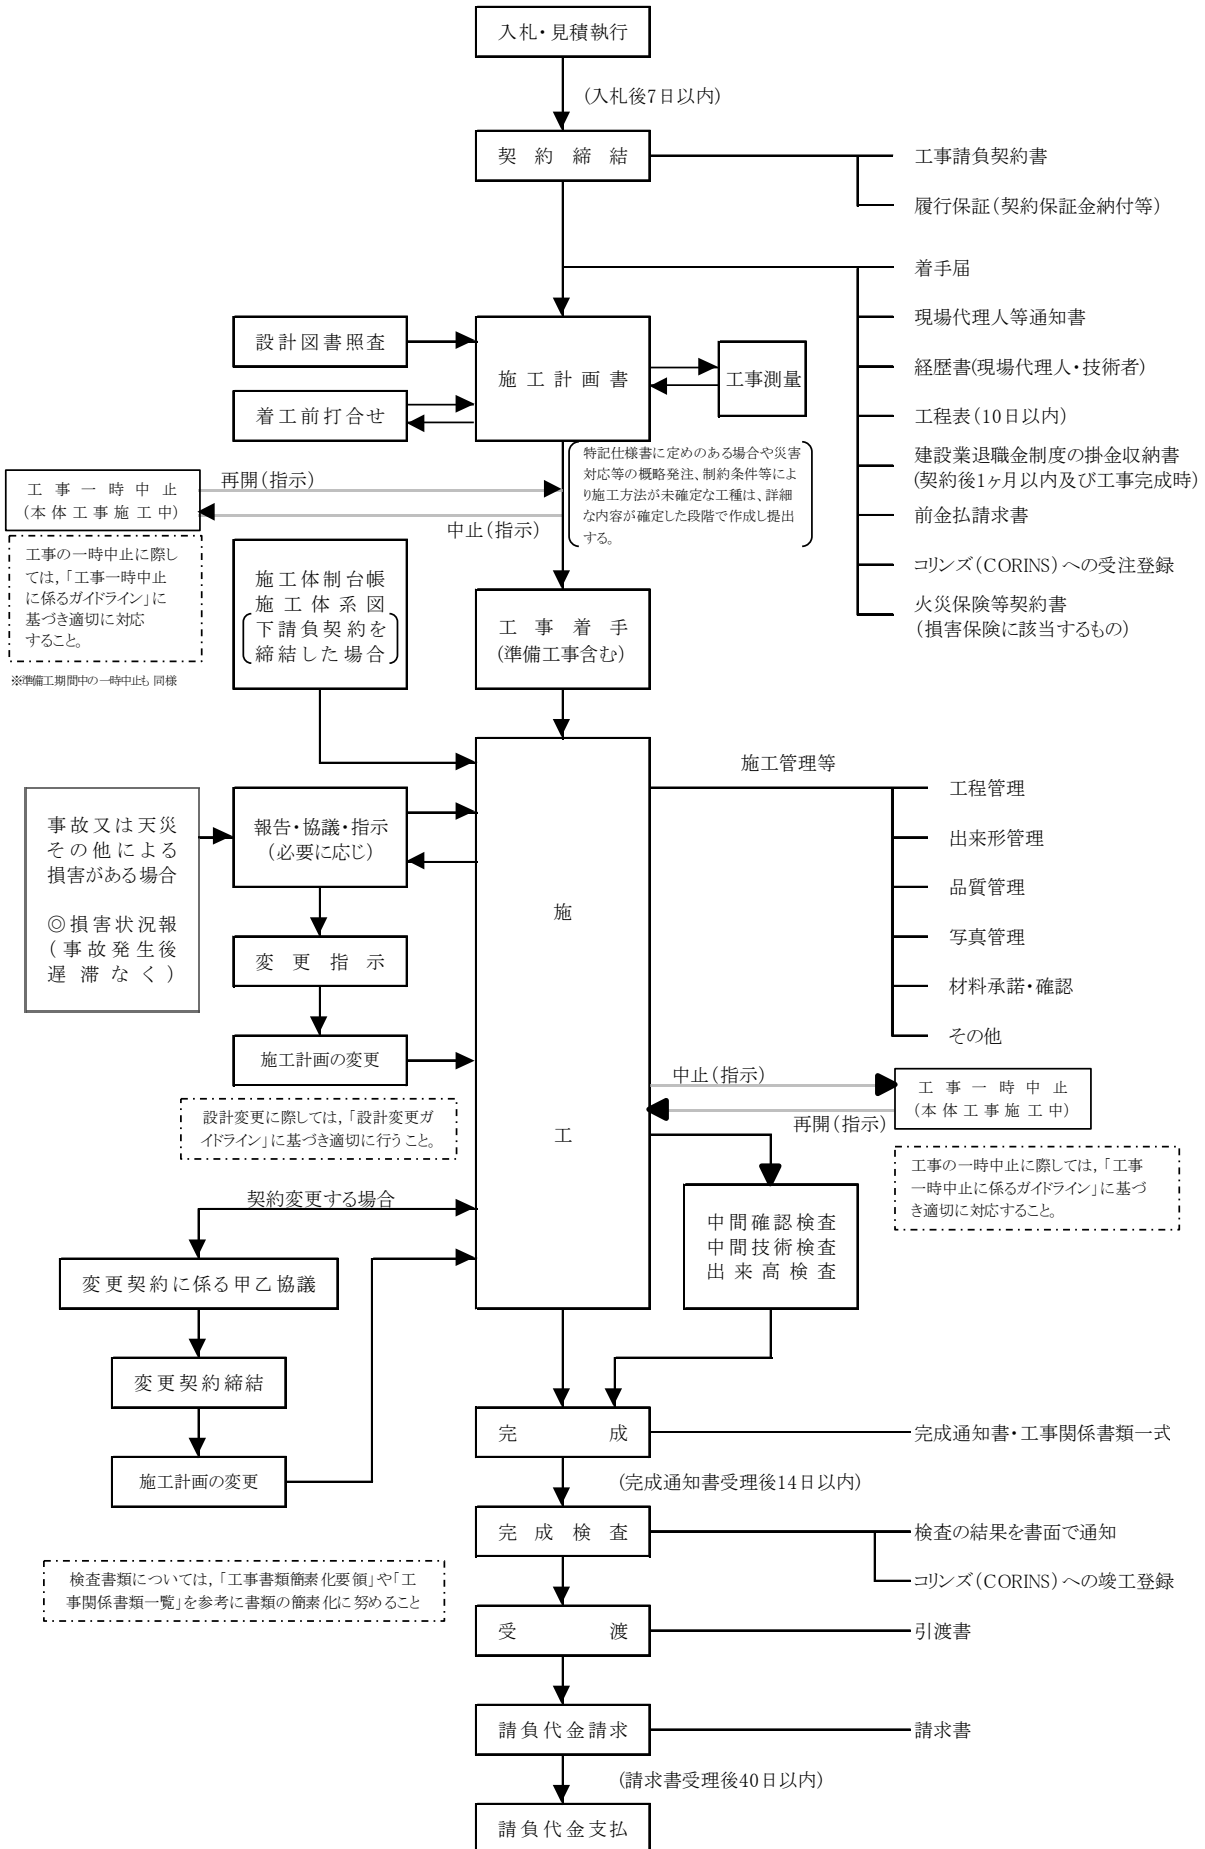 入札・見積執行
(入札後7日以内)
契約締結
工事請負契約書
履行保証(契約保証金納付等)
着手届
現場代理人等通知書
経歴書(現場代理人・技術者)
工程表(10日以内)
建設業退職金制度の掛金収納書
(契約後1ヶ月以内及び工事完成時)
前金払請求書
コリンズ(CORINS)への受注登録
火災保険等契約書
(損害保険に該当するもの)
設計図書照査
着工前打合せ
施工計画書
工事測量
特記仕様書に定めのある場合や災害
対応等の概略発注、制約条件等によ
り施工方法が未確定な工種は、詳細
な内容が確定した段階で作成し提出
する。
工事一時中止
(本体工事施工中)
再開(指示)
中止(指示)
工事の一時中止に際し
ては,「工事一時中止
に係るガイドライン」に
基づき適切に対応
すること。
※準備工期間中の一時中止も同様
施工体制台帳
施工体系図
下請負契約を
締結した場合
工事着手
(準備工事含む)
事故又は天災
その他による
損害がある場合
◎損害状況報
(事故発生後
遅滞なく)
報告・協議・指示
(必要に応じ)
変更指示
施工計画の変更
設計変更に際しては,「設計変更ガ
イドライン」に基づき適切に行うこと。
施
工
施工管理等
工程管理
出来形管理
品質管理
写真管理
材料承諾・確認
その他
中止(指示)
再開(指示)
工事一時中止
(本体工事施工中)
工事の一時中止に際しては,「工事
一時中止に係るガイドライン」に基づ
き適切に対応すること。
中間確認検査
中間技術検査
出来高検査
契約変更する場合
変更契約に係る甲乙協議
変更契約締結
施工計画の変更
完成
完成通知書・工事関係書類一式
(完成通知書受理後14日以内)
完成検査
検査の結果を書面で通知
コリンズ(CORINS)への竣工登録
検査書類については,「工事書類簡素化要領」や「工
事関係書類一覧」を参考に書類の簡素化に努めること
受渡
引渡書
請負代金請求
請求書
(請求書受理後40日以内)
請負代金支払